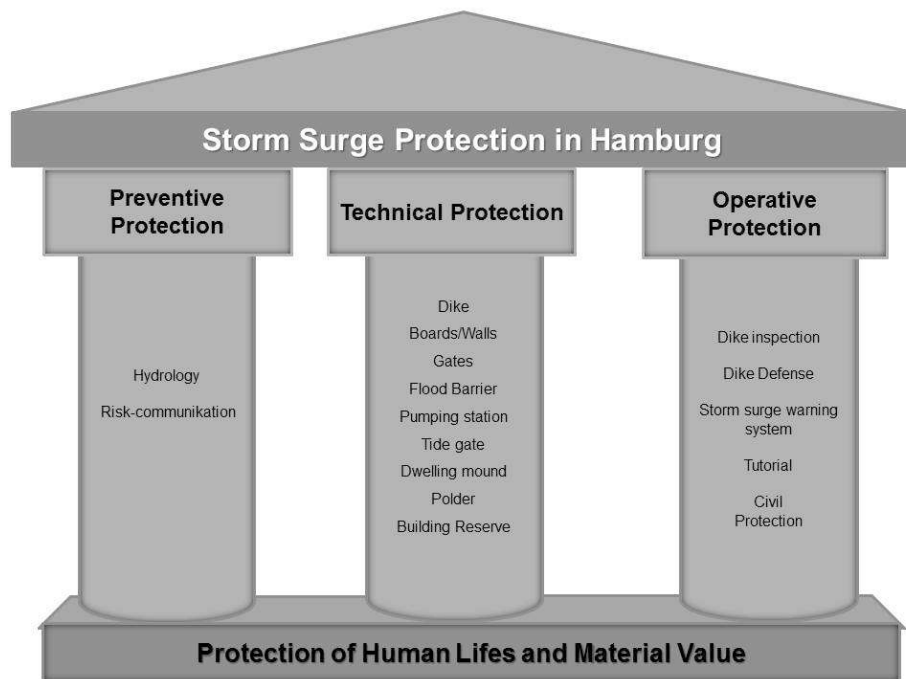 Storm Surge Protection in Hamburg
Preventive
Protection
Technical Protection
Operative
Protection
Hydrology
Risk-communikation
Dike
Boards/Walls
Gates
Flood Barrier
Pumping station
Tide gate
Dwelling mound
Polder
Building Reserve
Dike inspection
Dike Defense
Storm surge warning
system
Tutorial
Civil
Protection
Protection of Human Lifes and Material Value